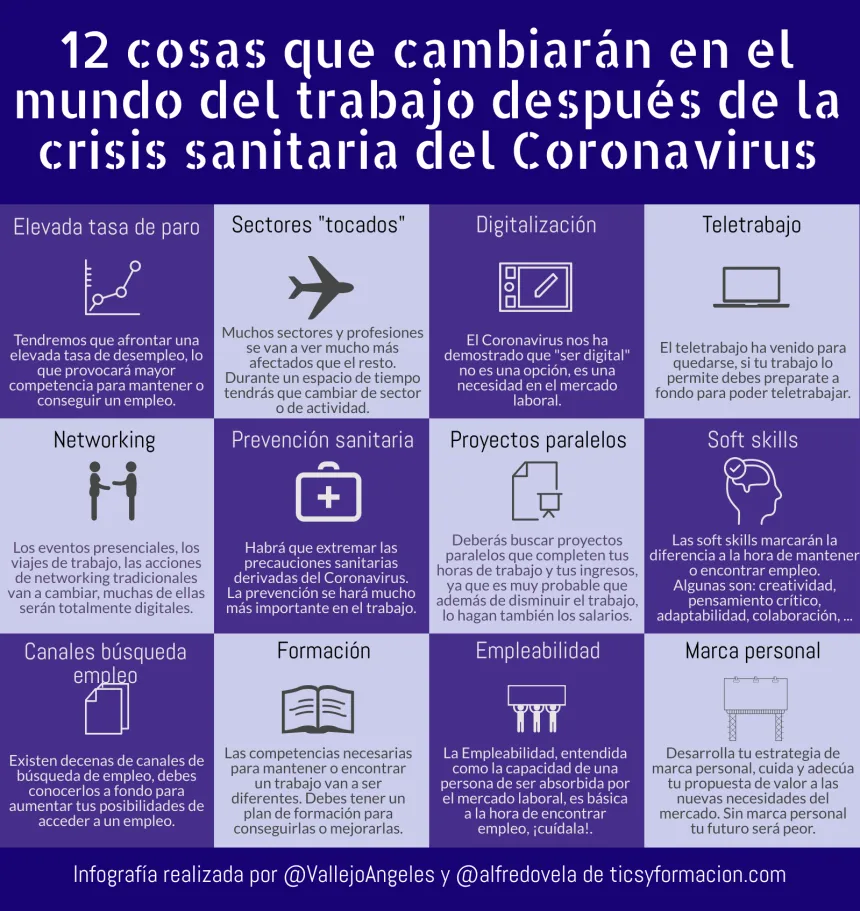 12 cosas que cambiarán en el
mundo del trabajo después de la
crisis sanitaria del Coronavirus
Elevada tasa de paro
Tendremos que afrontar una
elevada tasa de desempleo, lo
que provocará mayor
competencia para mantener o
conseguir un empleo.
Sectores "tocados"
Muchos sectores y profesiones
se van a ver mucho más
afectados que el resto.
Durante un espacio de tiempo
tendrás que cambiar de sector
o de actividad.
Digitalización
El Coronavirus nos ha
demostrado que "ser digital"
no es una opción, es una
necesidad en el mercado
laboral.
Teletrabajo
El teletrabajo ha venido para
quedarse, si tu trabajo lo
permite debes preparate a
fondo para poder teletrabajar.
Networking
Los eventos presenciales, los
viajes de trabajo, las acciones
de networking tradicionales
van a cambiar, muchas de ellas
serán totalmente digitales.
Prevención sanitaria
Habrá que extremar las
precauciones sanitarias
derivadas del Coronavirus.
La prevención se hará mucho
más importante en el trabajo.
Proyectos paralelos
Deberás buscar proyectos
paralelos que completen tus
horas de trabajo y tus ingresos,
ya que es muy probable que
además de disminuir el trabajo,
lo hagan también los salarios.
Soft skills
Las soft skills marcarán la
diferencia a la hora de mantener
o encontrar empleo.
Algunas son: creatividad,
pensamiento crítico,
adaptabilidad, colaboración, ...
Canales búsqueda
empleo
Existen decenas de canales de
búsqueda de empleo, debes
conocerlos a fondo para
aumentar tus posibilidades de
acceder a un empleo.
Formación
Las competencias necesarias
para mantener o encontrar
un trabajo van a ser
diferentes. Debes tener un
plan de formación para
conseguirlas o mejorarlas.
Empleabilidad
La Empleabilidad, entendida
como la capacidad de una
persona de ser absorbida por
el mercado laboral, es básica
a la hora de encontrar
empleo, ¡cuídala!.
Marca personal
Desarrolla tu estrategia de
marca personal, cuida y adecúa
tu propuesta de valor a las
nuevas necesidades del
mercado. Sin marca personal
tu futuro será peor.
Infografía realizada por @VallejoAngeles y @alfredovela de ticsyformacion.com